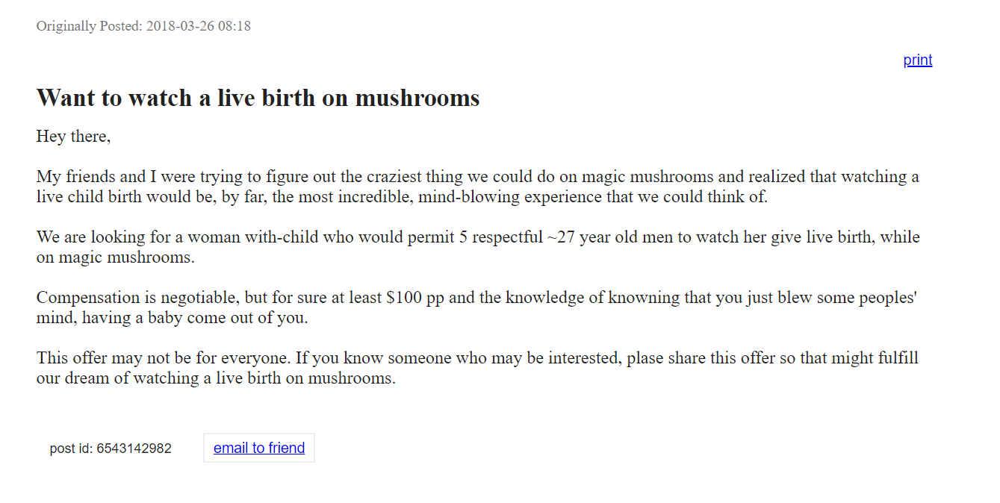 Originally Posted: 2018-03-26 08:18
print
Want to watch a live birth on mushrooms
Hey there,
My friends and I were trying to figure out the craziest thing we could do on magic mushrooms and realized that watching a
live child birth would be, by far, the most incredible, mind-blowing experience that we could think of.
We are looking for a woman with-child who would permit 5 respectful ~27 year old men to watch her give live birth, while
on magic mushrooms.
Compensation is negotiable, but for sure at least $100 pp and the knowledge of knowning that you just blew some peoples'
mind, having a baby come out of you.
This offer may not be for everyone. If you know someone who may be interested, plase share this offer so that might fulfill
our dream of watching a live birth on mushrooms.
post id: 6543142982
email to friend